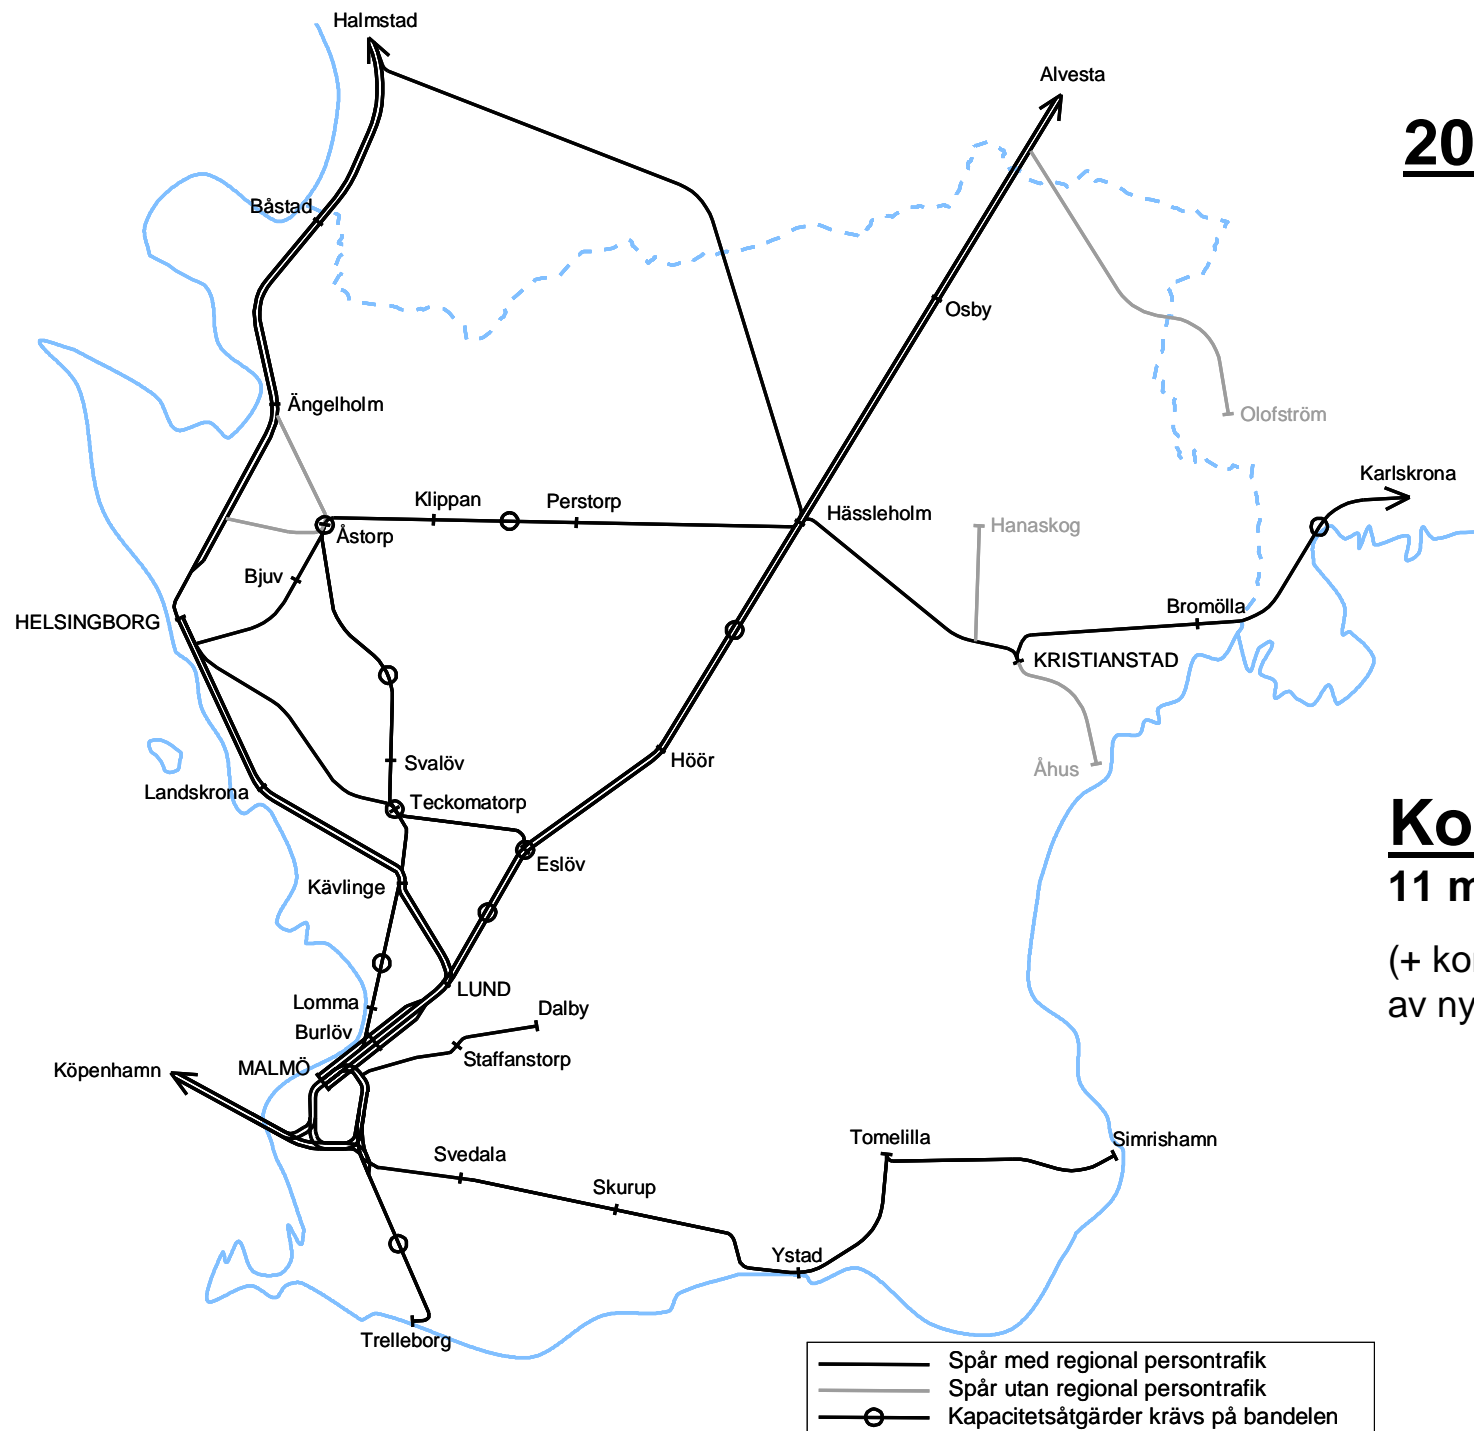 Halmstad
Alvesta
20
Båstad
Osby
Ängelholm
Olofström
Karlskrona
Klippan
Perstorp
Hässleholm
Hanaskog
Åstorp
Bjuv
Bromölla
HELSINGBORG
KRISTIANSTAD
Svalöv
Höör
Åhus
Landskrona
Teckomatorp
Ko
Eslöv
Kävlinge
11 m
(+ kor
av ny
LUND
Lomma
Dalby
Burlöv
Staffanstorp
MALMÖ
Köpenhamn
Tomelilla
Simrishamn
Svedala
Skurup
Ystad
Trelleborg
Spår med regional persontrafik
Spår utan regional persontrafik
Kapacitetsåtgärder krävs på bandelen